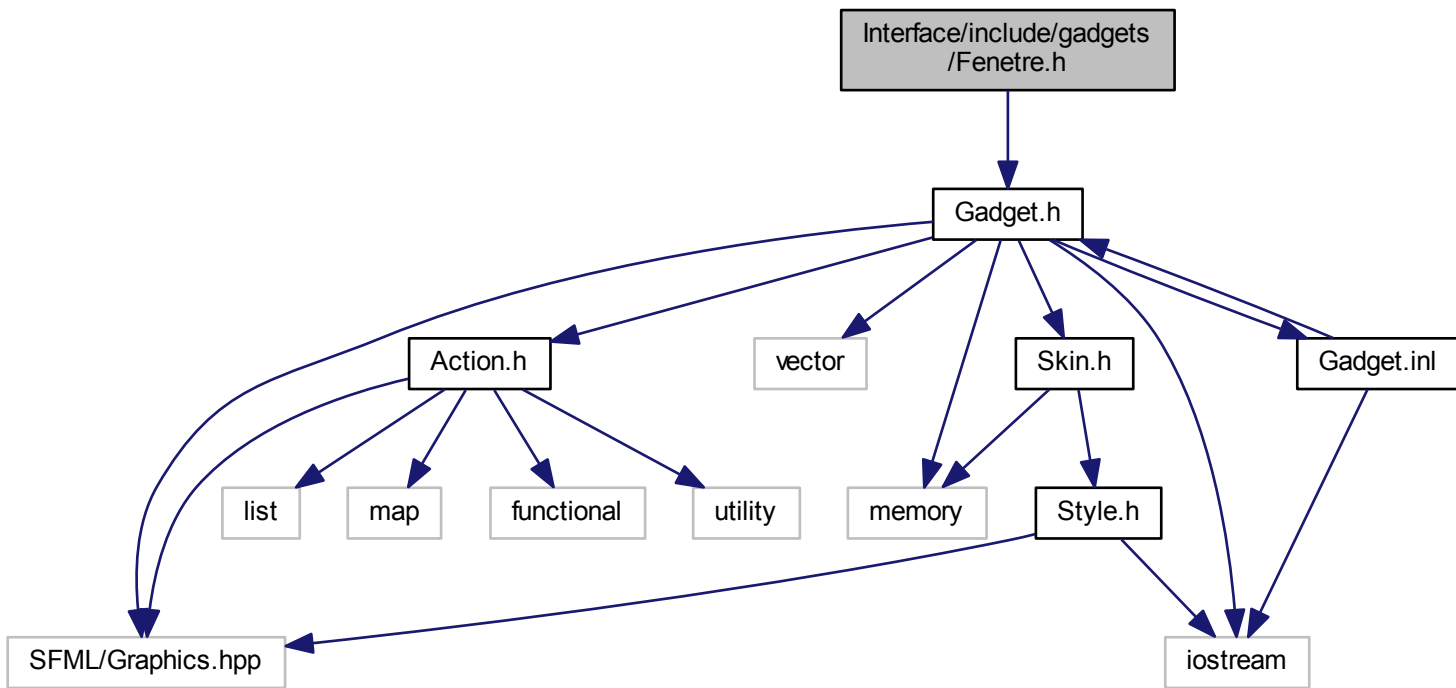 Interface/include/gadgets
/Fenetre.h
Gadget.h
Action.h
vector
Skin.h
Gadget.inl
list
map
functional
utility
memory
Style.h
SFML/Graphics.hpp
iostream